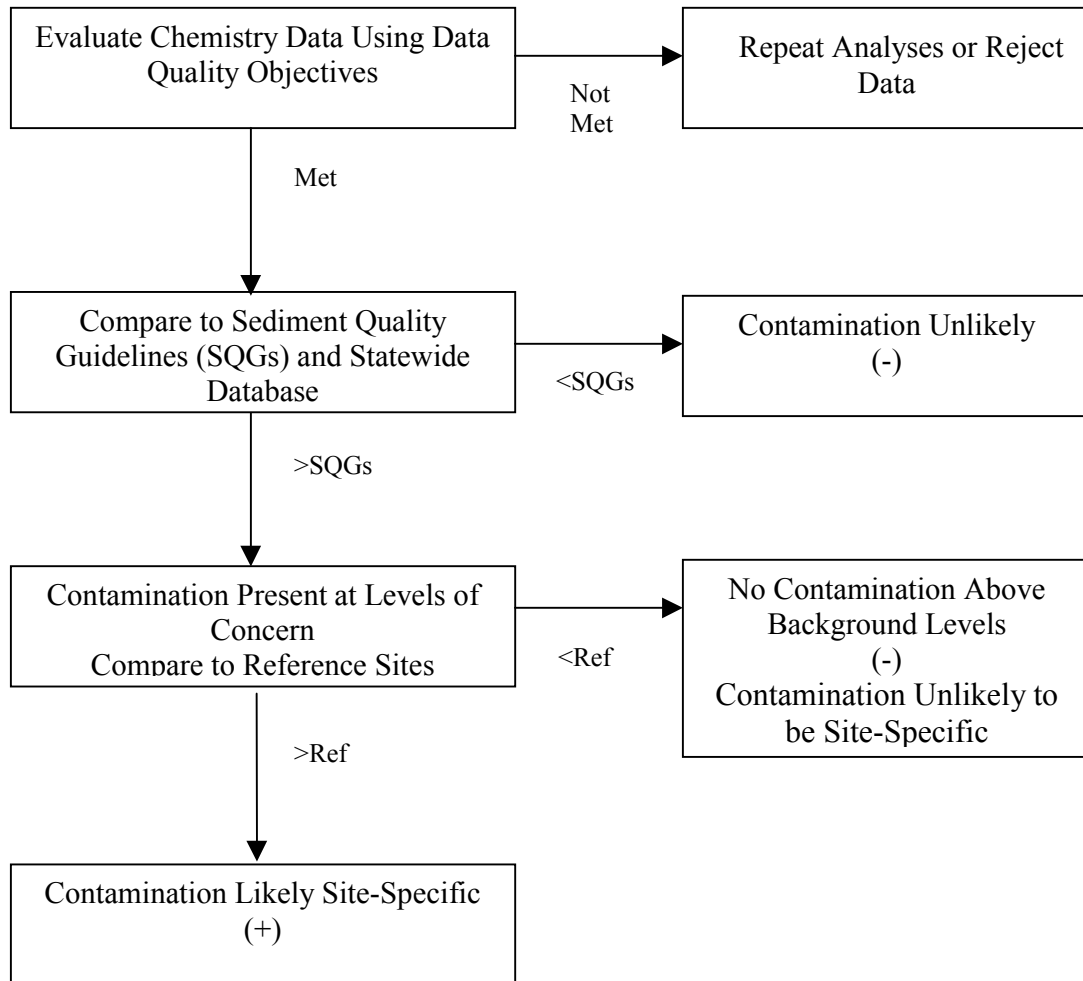 Evaluate Chemistry Data Using Data
Quality Objectives
Repeat Analyses or Reject
Data
Not
Met
Met
Compare to Sediment Quality
Guidelines (SQGs) and Statewide
Database
Contamination Unlikely
(-)
<SQGs
>SQGs
Contamination Present at Levels of
Concern
Compare to Reference Sites
No Contamination Above
Background Levels
(-)
Contamination Unlikely to
be Site-Specific
<Ref
>Ref
Contamination Likely Site-Specific
(+)